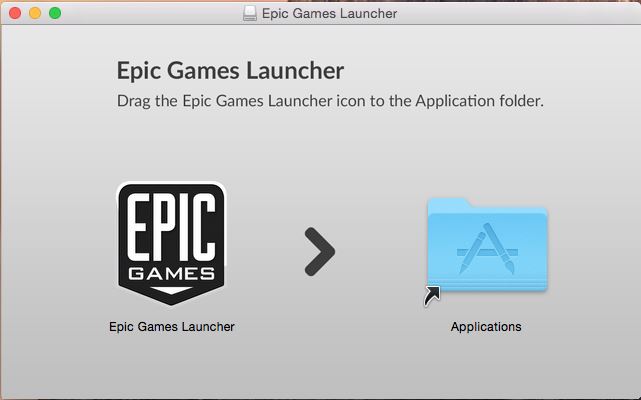 Epic Games Launcher
Epic Games Launcher
Drag the Epic Games Launcher icon to the Application folder.
EPIC
GAMES
Epic Games Launcher
Applications